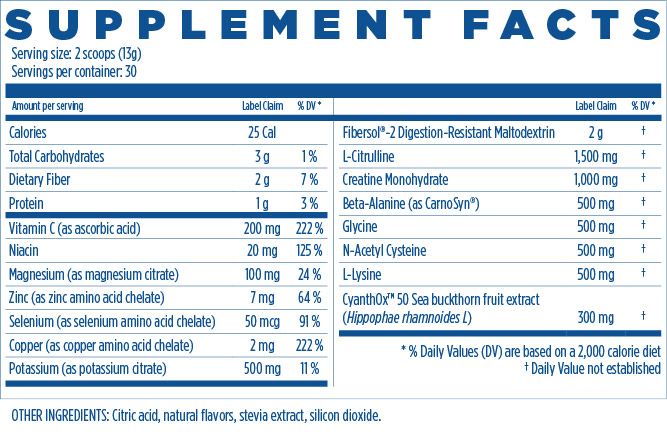 SUPPLEMENT FACTS
Serving size: 2 scoops (13g)
Servings per container: 30
Amount per serving Label Claim % DV *
Calories 25 Cal
Total Carbohydrates 3 g 1 %
Dietary Fiber 2 g 7 %
Protein 1 g 3 %
Vitamin C (as ascorbic acid) 200 mg 222 %
Niacin 20 mg 125 %
Magnesium (as magnesium citrate) 100 mg 24 %
Zinc (as zinc amino acid chelate) 7 mg 64 %
Selenium (as selenium amino acid chelate) 50 mcg 91 %
Copper (as copper amino acid chelate) 2 mg 222 %
Potassium (as potassium citrate) 500 mg 11 %
Label Claim % DV *
Fibersol®-2 Digestion-Resistant Maltodextrin 2 g †
L-Citrulline 1,500 mg †
Creatine Monohydrate 1,000 mg †
Beta-Alanine (as CarnoSyn®) 500 mg †
Glycine 500 mg †
N-Acetyl Cysteine 500 mg †
L-Lysine 500 mg †
CyanthOx™ 50 Sea buckthorn fruit extract
(Hippophae rhamnoides L) 300 mg †
* % Daily Values (DV) are based on a 2,000 calorie diet
† Daily Value not established
OTHER INGREDIENTS: Citric acid, natural flavors, stevia extract, silicon dioxide.